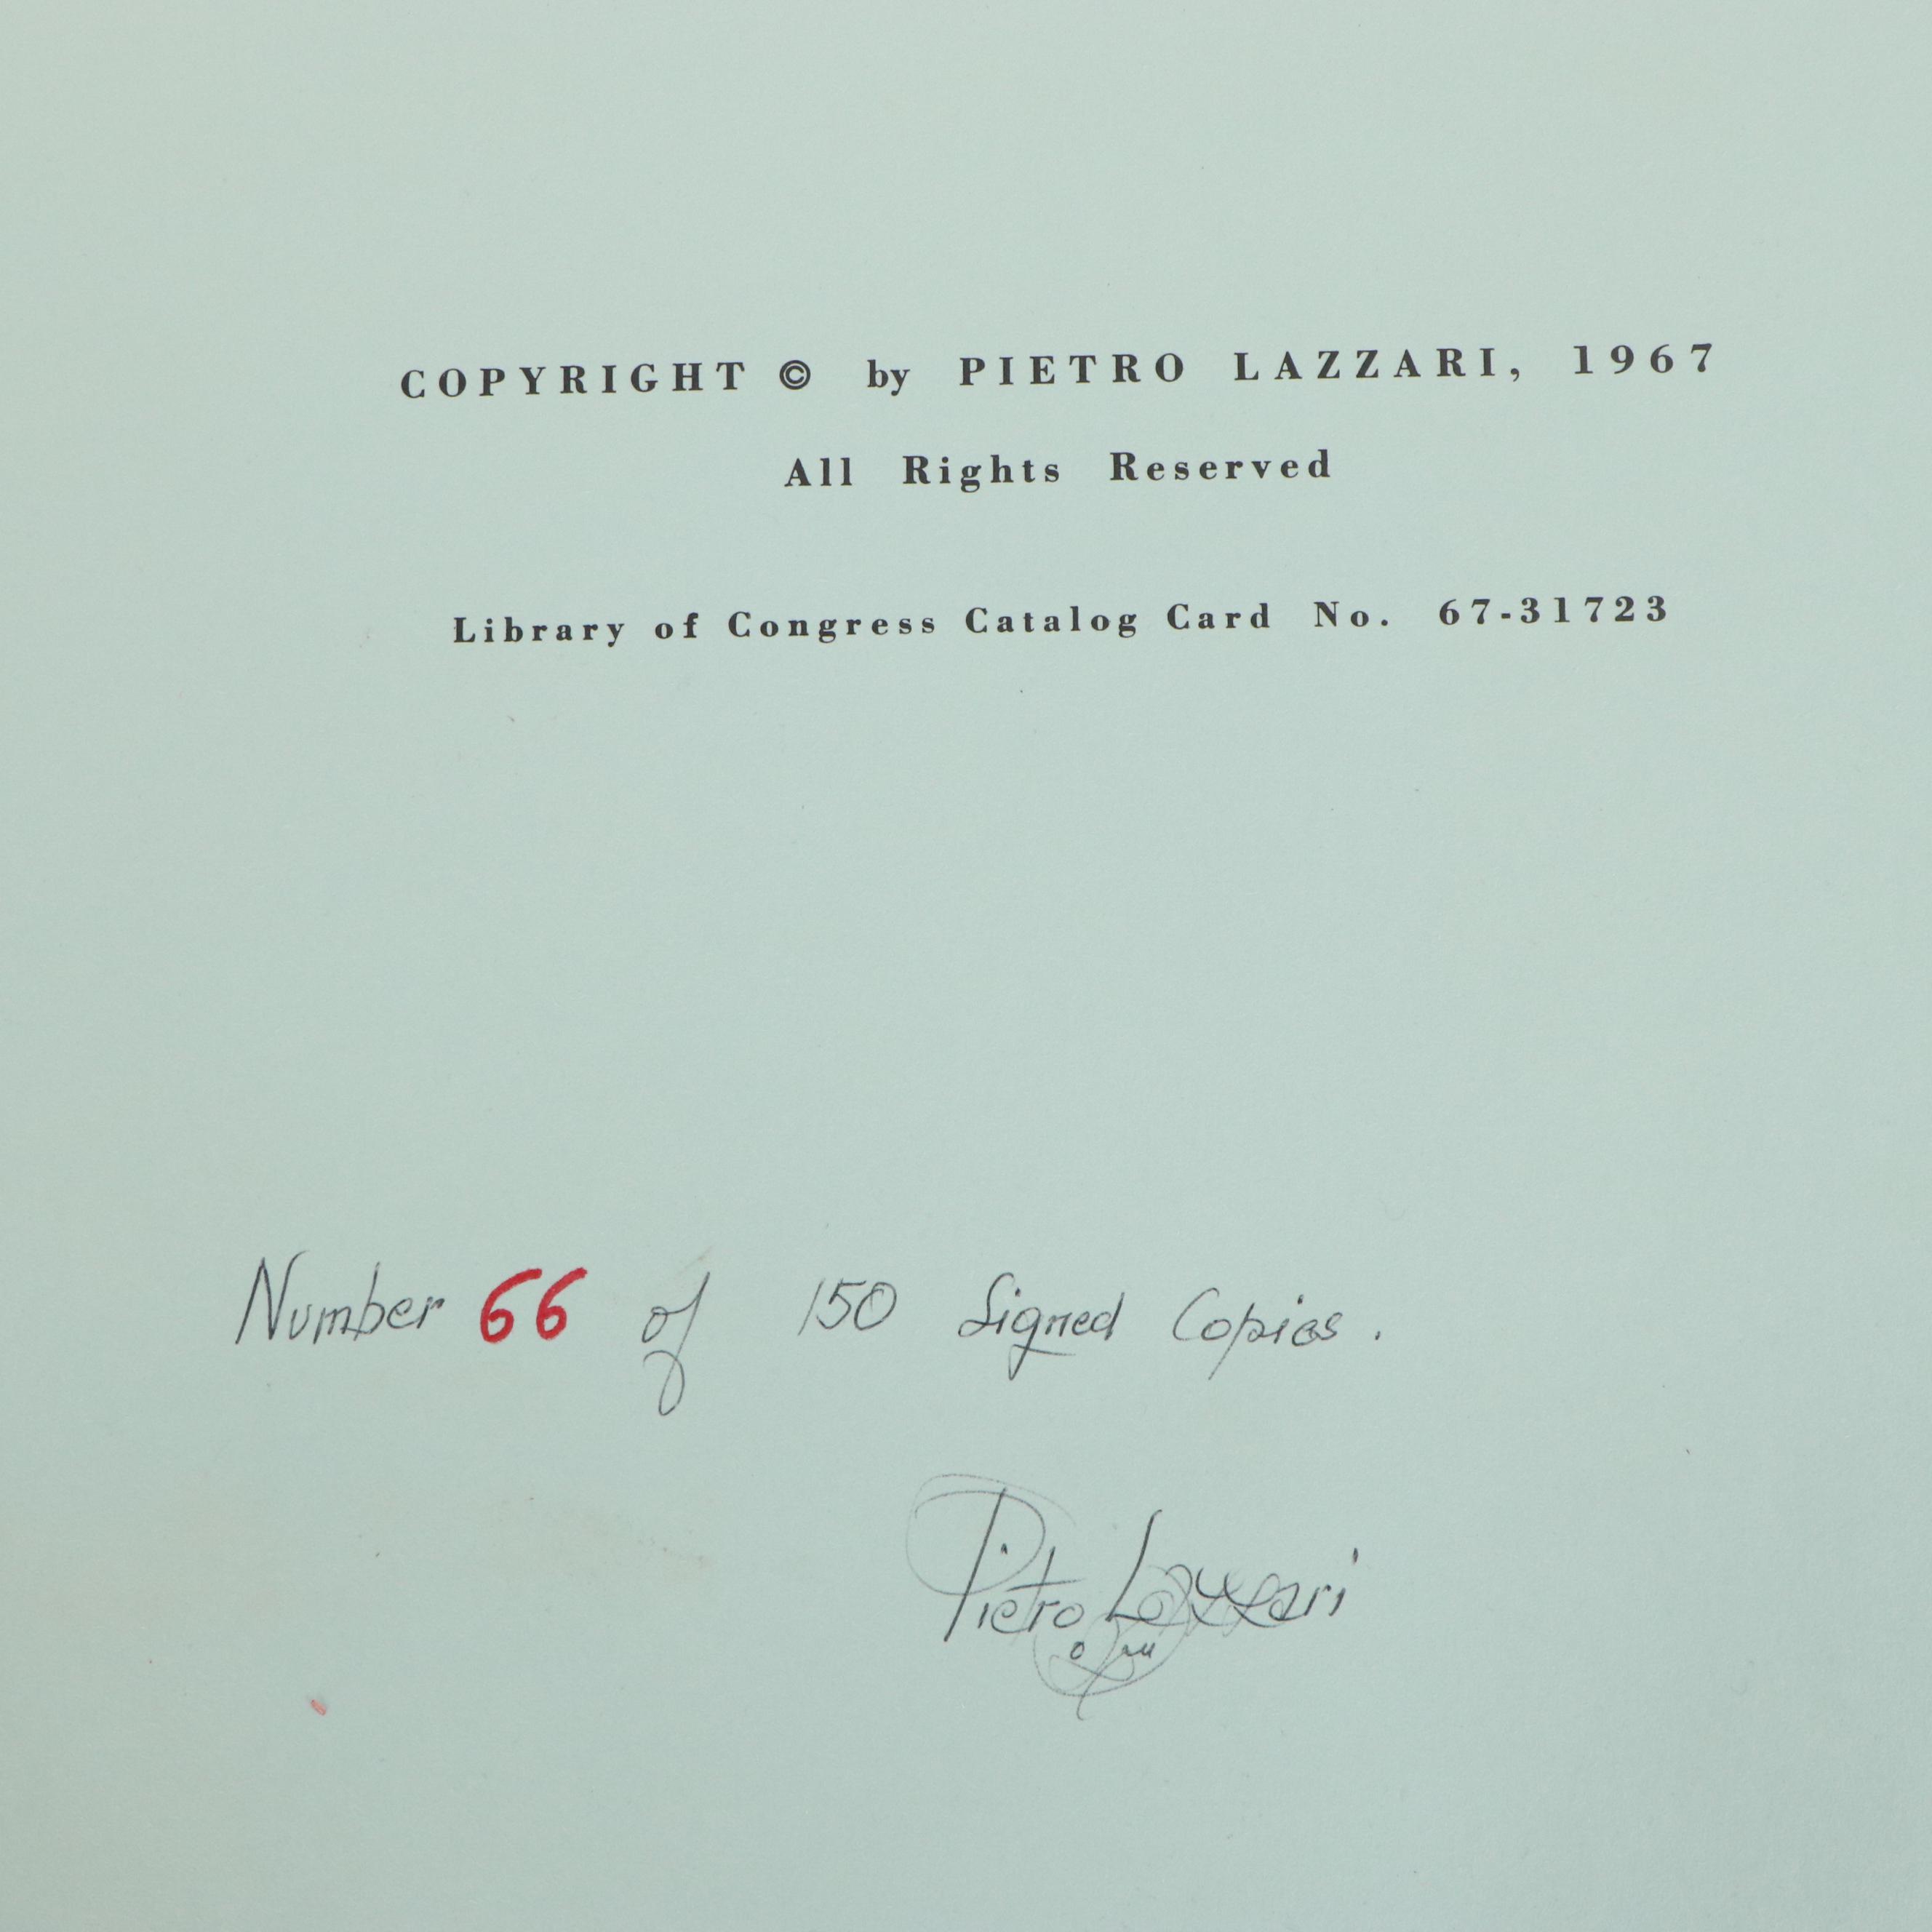 COPYRIGHT © by PIETRO LAZZARI, 1967
All Rights Reserved
Library of Congress Catalog Card No. 67-31723
Number 66 of 150 Signed Copies.
Pietro Lazzari